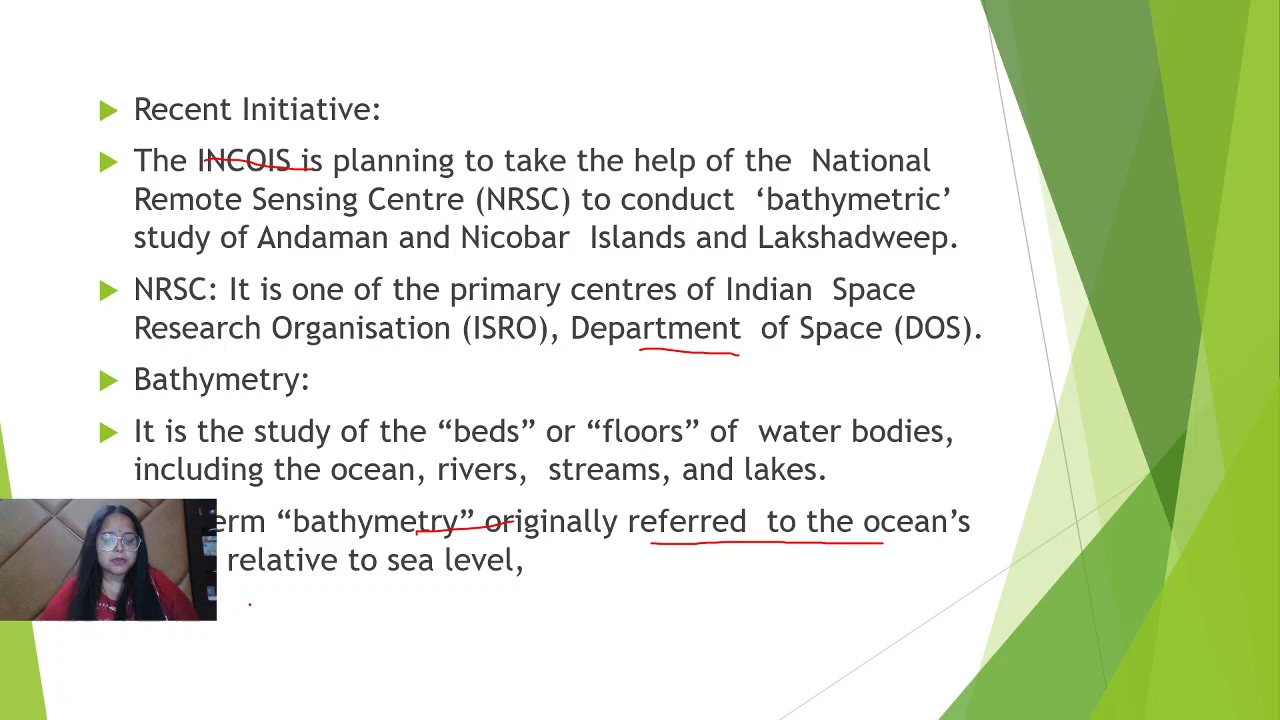 Recent Initiative:
The INCOIS is planning to take the help of the National
Remote Sensing Centre (NRSC) to conduct ‘bathymetric’
study of Andaman and Nicobar Islands and Lakshadweep.
NRSC: It is one of the primary centres of Indian Space
Research Organisation (ISRO), Department of Space (DOS).
Bathymetry:
It is the study of the “beds” or “floors” of water bodies,
including the ocean, rivers, streams, and lakes.
“bathymetry” originally referred to the ocean’s
relative to sea level,